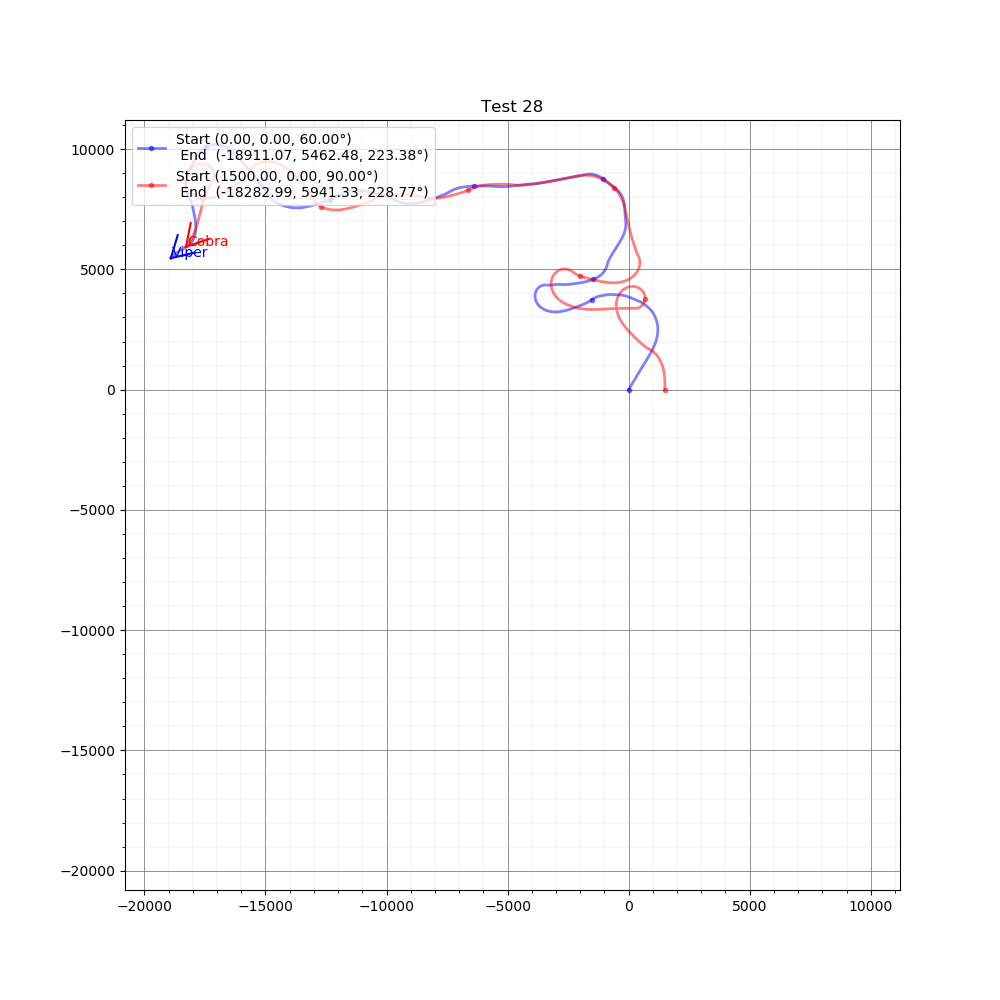 Test 28
Start (0.00, 0.00, 60.00°)
End (-18911.07, 5462.48, 223.38°)
Start (1500.00, 0.00, 90.00°)
End (-18282.99, 5941.33, 228.77°)
Cobra
Viper
10000
5000
0
−5000
−10000
−15000
−20000
−20000 −15000 −10000 −5000 0 5000 10000